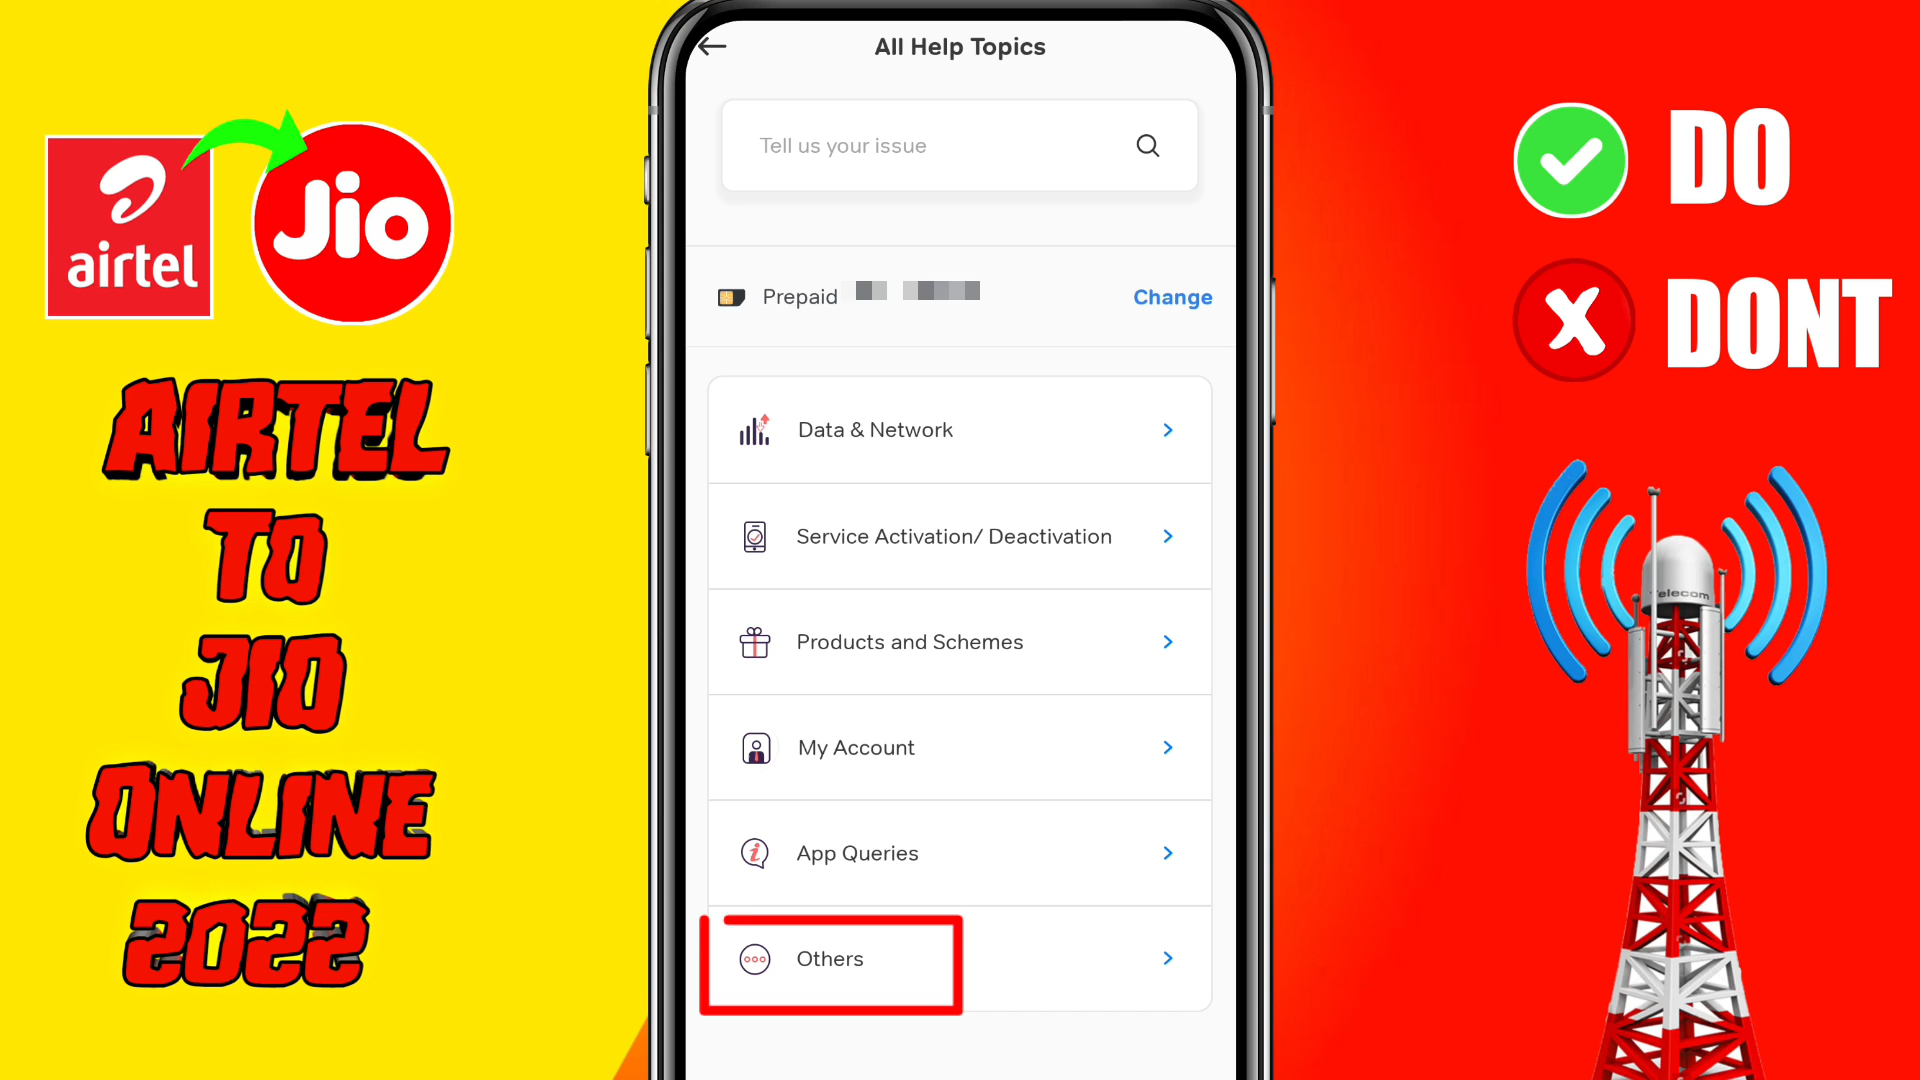 airtel
Jio
AIRTEL
TO
JIO
ONLINE
2022
All Help Topics
Tell us your issue
Prepaid
Change
Data & Network
Service Activation/ Deactivation
Products and Schemes
My Account
App Queries
Others
DO
DONT
Telecom